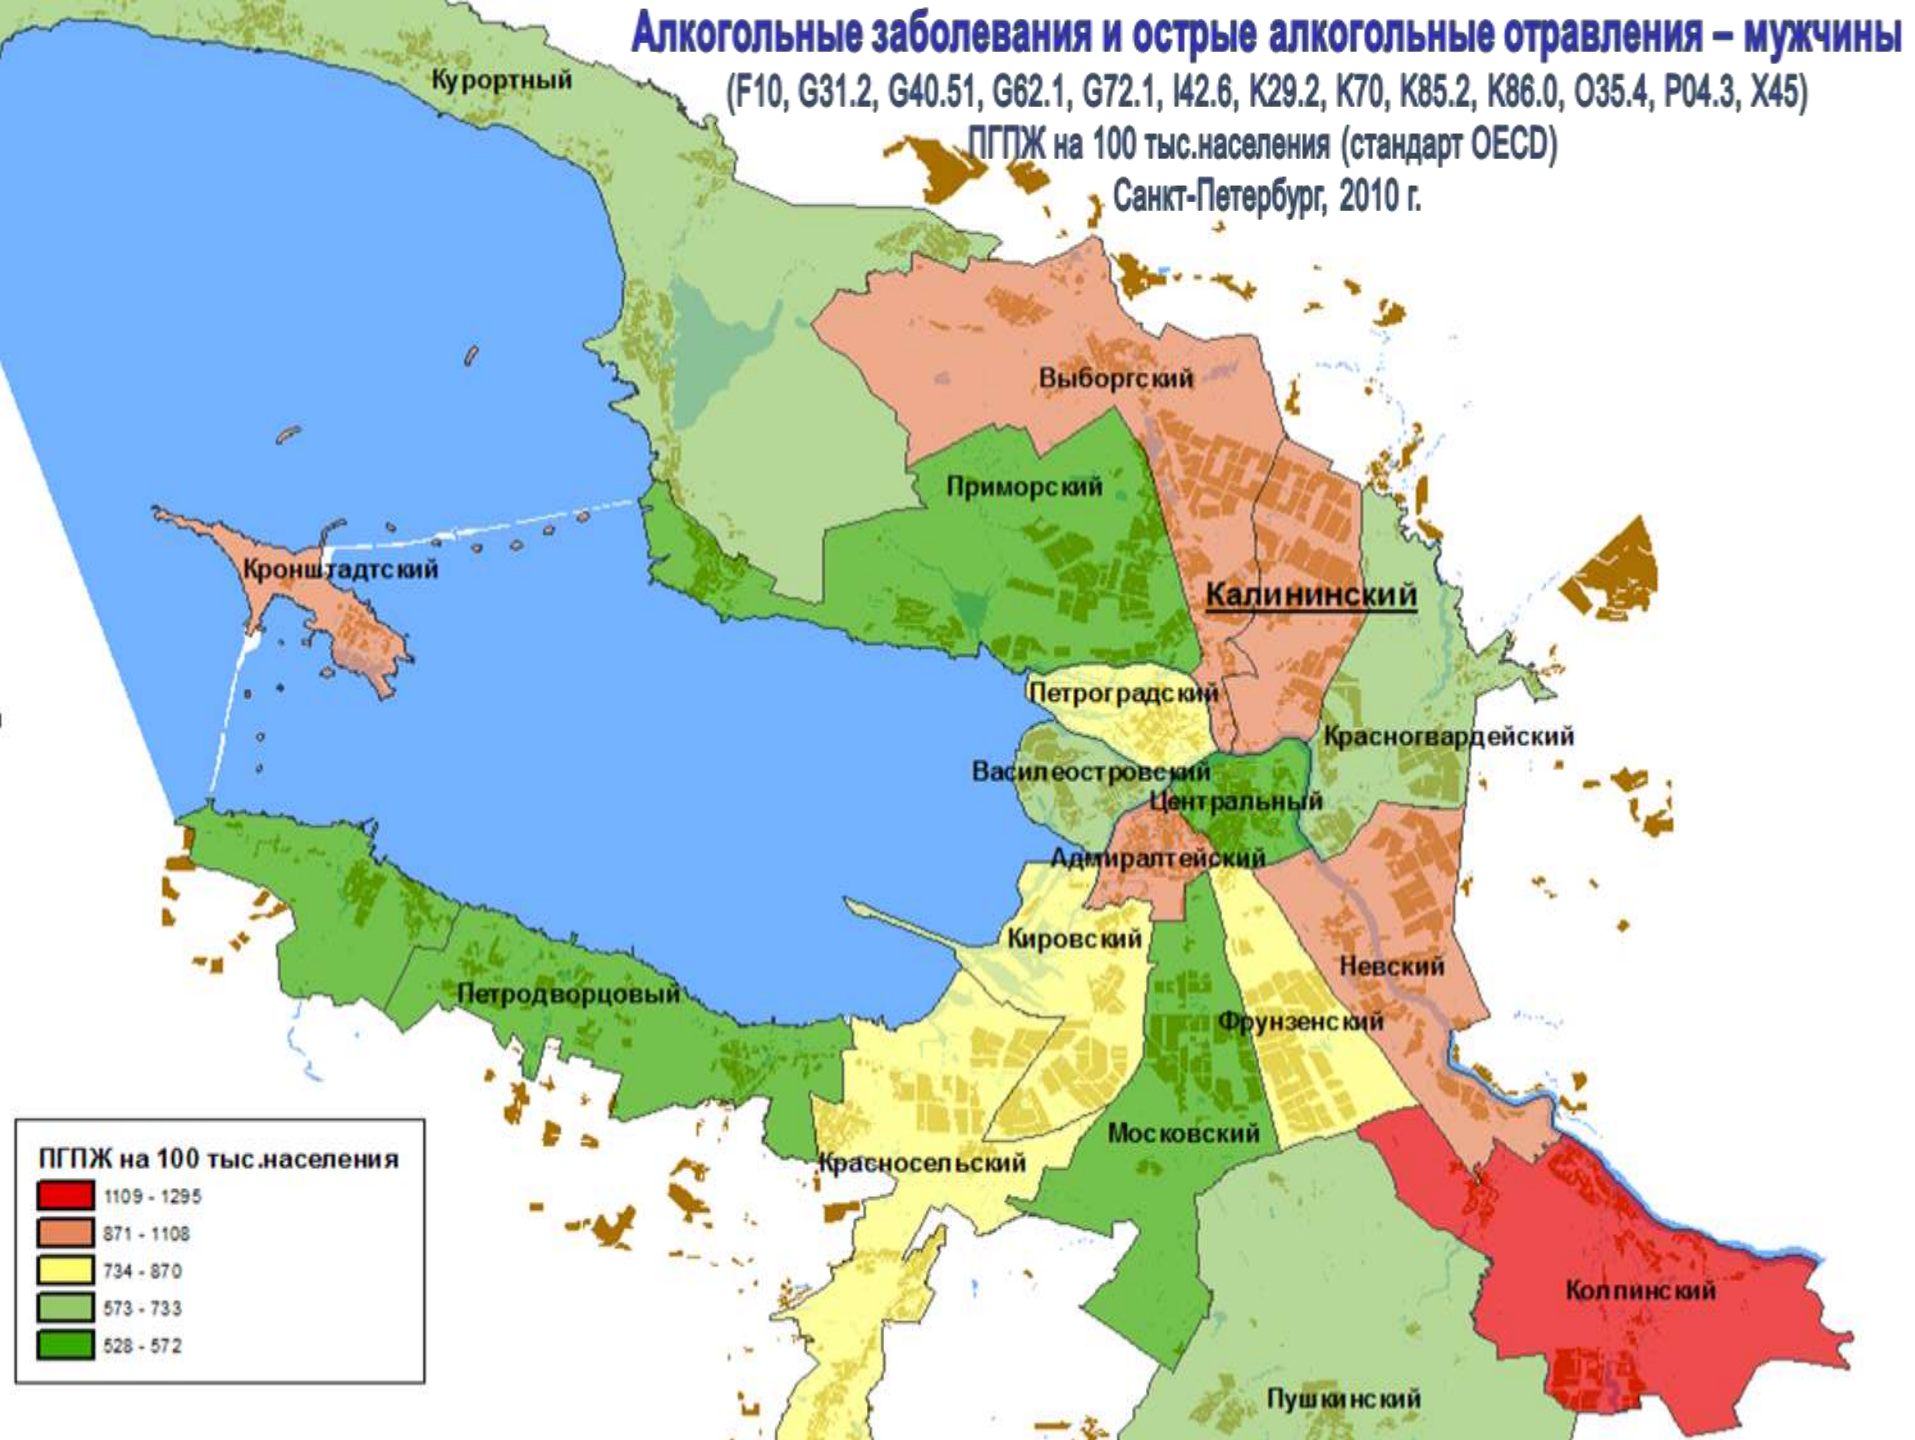 Алкогольные заболевания и острые алкогольные отравления – мужчины
(F10, G31.2, G40.51, G62.1, G72.1, I42.6, K29.2, K70, K85.2, K86.0, O35.4, P04.3, X45)
ПГПЖ на 100 тыс.населения (стандарт OECD)
Санкт-Петербург, 2010 г.
Курортный
Выборгский
Приморский
Кронштадтский
Калининский
Петроградский
Красногвардейский
Василеостровский
Центральный
Адмиралтейский
Кировский
Невский
Петродворцовый
Фрунзенский
Московский
Красносельский
Колпинский
Пушкинский
ПГПЖ на 100 тыс.населения
1109 - 1295
871 - 1108
734 - 870
573 - 733
528 - 572